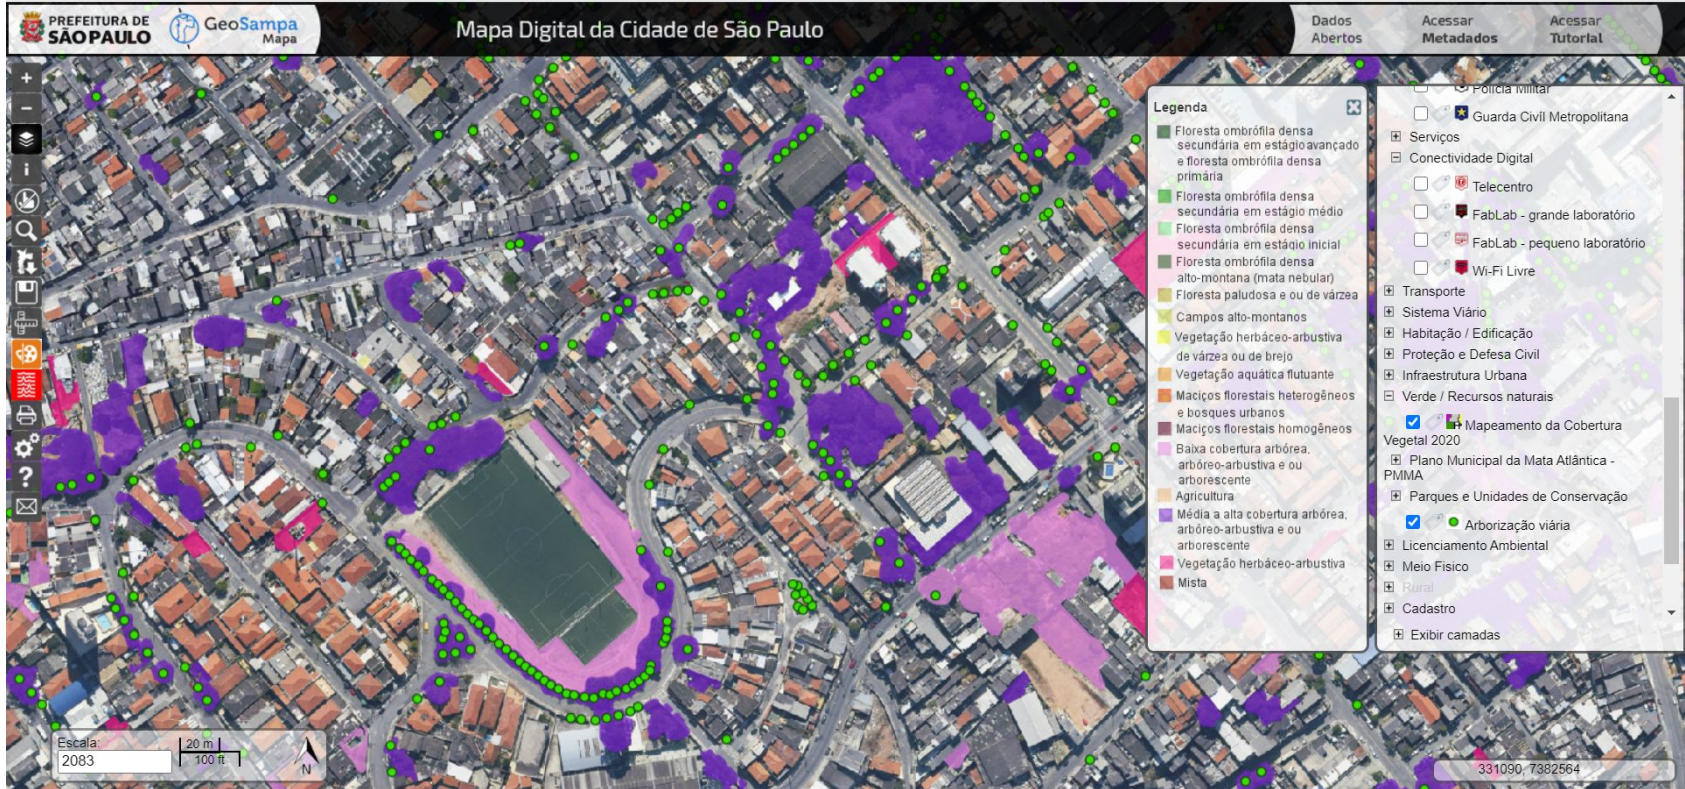 PREFEITURA DE
SÃO PAULO
GeoSampa
Mapa
Mapa Digital da Cidade de São Paulo
Dados
Abertos
Acessar
Metadados
Acessar
Tutorial
Legenda
Floresta ombrófila densa
secundária em estágio avançado
e floresta ombrófila densa
primária
Floresta ombrófila densa
secundária em estágio médio
Floresta ombrófila densa
secundária em estágio inicial
Floresta ombrófila densa
alto-montana (mata nebular)
Floresta paludosa e ou de várzea
Campos alto-montanos
Vegetação herbáceo-arbustiva
de várzea ou de brejo
Vegetação aquática flutuante
Maciços florestais heterogêneos
e bosques urbanos
Maciços florestais homogêneos
Baixa cobertura arbórea,
arbóreo-arbustiva e ou
arborescente
Agricultura
Média a alta cobertura arbórea,
arbóreo-arbustiva e ou
arborescente
Vegetação herbáceo-arbustiva
Mista
Polícia Militar
Guarda Civil Metropolitana
Serviços
Conectividade Digital
Telecentro
FabLab - grande laboratório
FabLab - pequeno laboratório
Wi-Fi Livre
Transporte
Sistema Viário
Habitação / Edificação
Proteção e Defesa Civil
Infraestrutura Urbana
Verde / Recursos naturais
Mapeamento da Cobertura
Vegetal 2020
Plano Municipal da Mata Atlântica -
PMMA
Parques e Unidades de Conservação
Arborização viária
Licenciamento Ambiental
Meio Fisico
Rural
Cadastro
Exibir camadas
Escala:
2083
20 m
100 ft
N
331090, 7382564